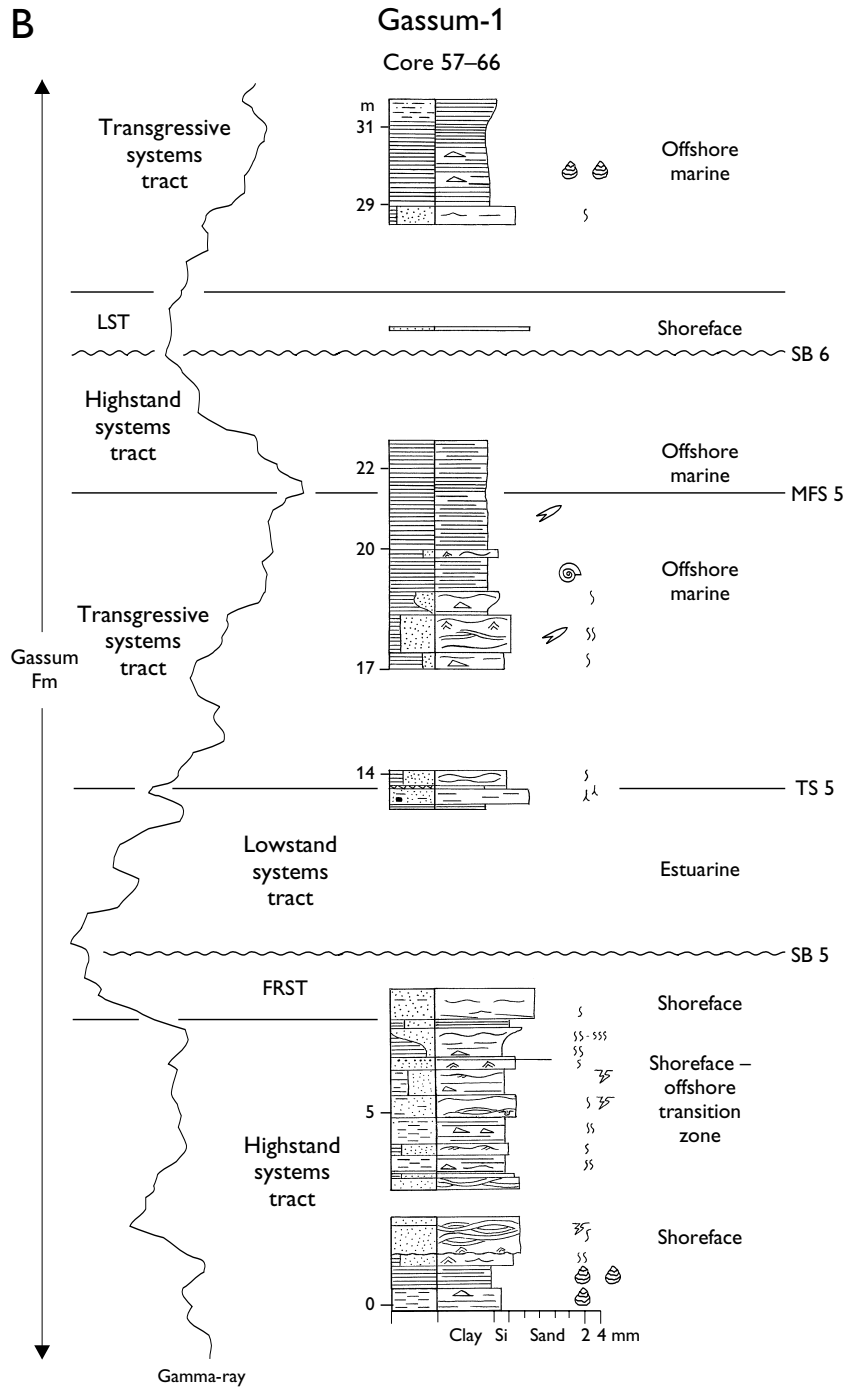 B
Gassum-1
Core 57–66
m
31
Transgressive
systems
tract
Offshore
marine
29
LST
Shoreface
SB 6
Highstand
systems
tract
22
Offshore
marine
MFS 5
20
Offshore
marine
Transgressive
systems
tract
Gassum
Fm
17
14
TS 5
Lowstand
systems
tract
Estuarine
SB 5
FRST
Shoreface
Shoreface –
offshore
transition
zone
5
Highstand
systems
tract
Shoreface
0
Clay Si Sand 2 4 mm
Gamma-ray